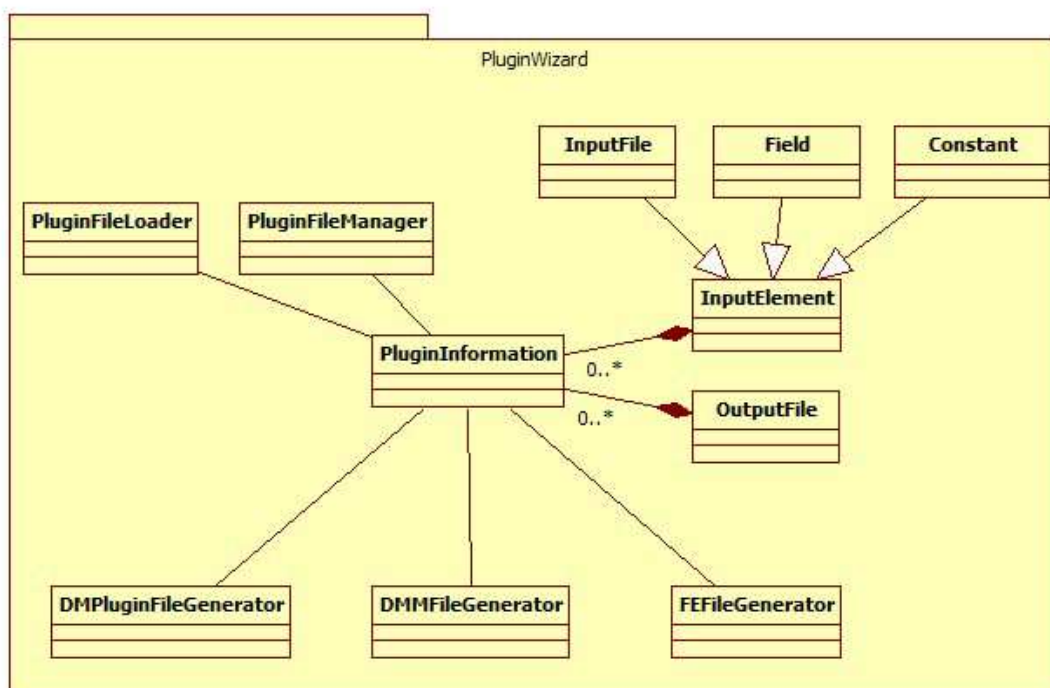 PluginWizard
InputFile
Field
Constant
PluginFileLoader
PluginFileManager
InputElement
PluginInformation
0..*
OutputFile
0..*
DMPluginFileGenerator
DMMFileGenerator
FEFileGenerator